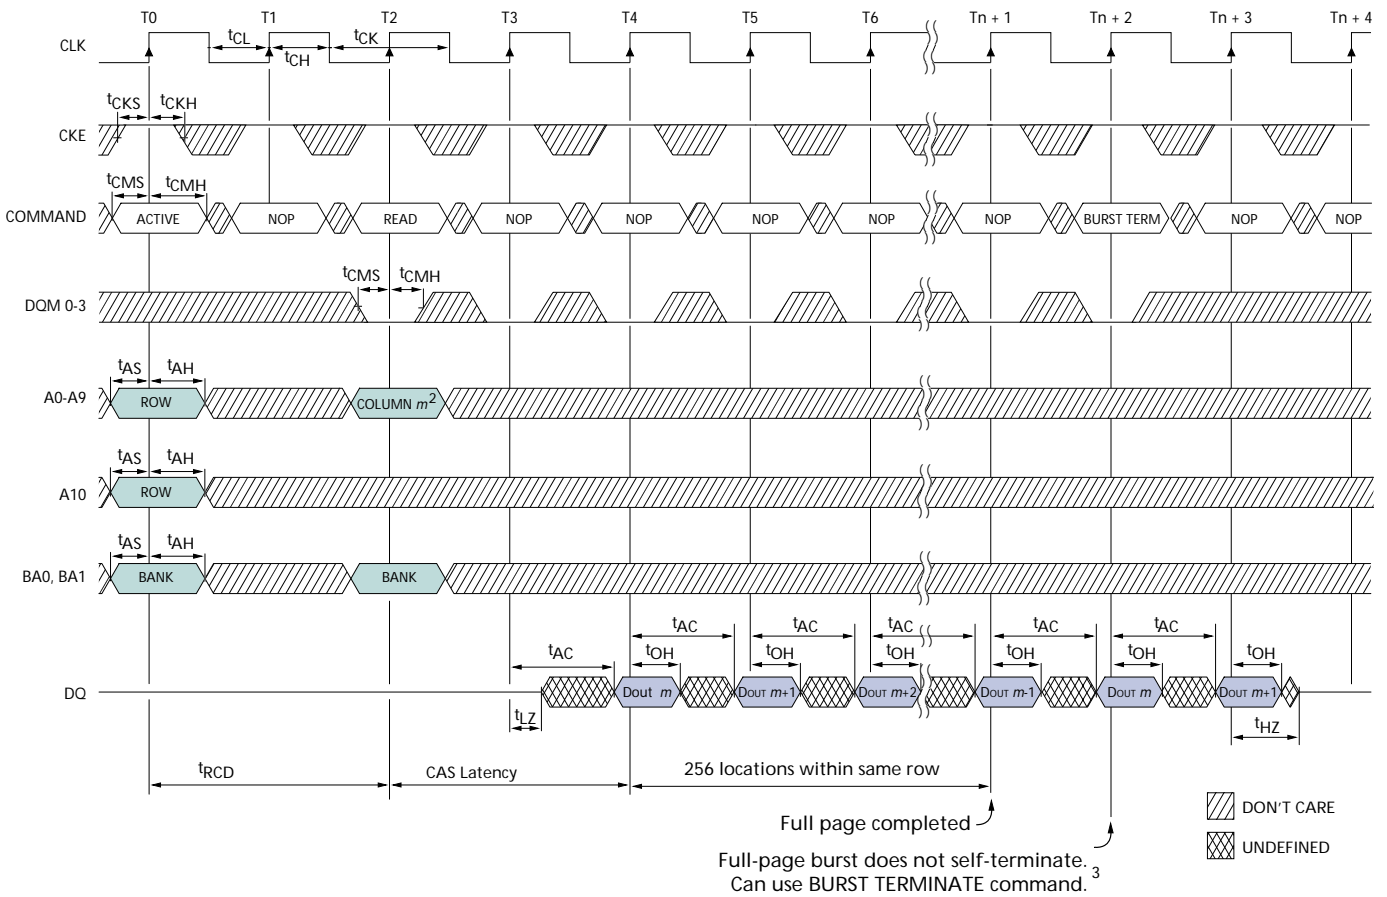 T0 T1 T2 T3 T4 T5 T6 Tn + 1 Tn + 2 Tn + 3 Tn + 4
CLK
tCL tCK
tCH
tCKS tCKH
CKE
tCMS tCMH
COMMAND ACTIVE NOP READ NOP NOP NOP NOP NOP BURST TERM NOP NOP
tCMS tCMH
DQM 0-3
tAS tAH
A0-A9 ROW COLUMN m2
tAS tAH
A10 ROW
tAS tAH
BA0, BA1 BANK BANK
tAC tAC tAC tAC tAC
tAC tOH tOH tOH tOH tOH tOH
DQ Dout m DOUT m+1 DOUT m+2 DOUT m-1 DOUT m DOUT m+1
tLZ tHZ
tRCD CAS Latency 256 locations within same row
DON'T CARE
Full page completed
UNDEFINED
Full-page burst does not self-terminate. 3
Can use BURST TERMINATE command.